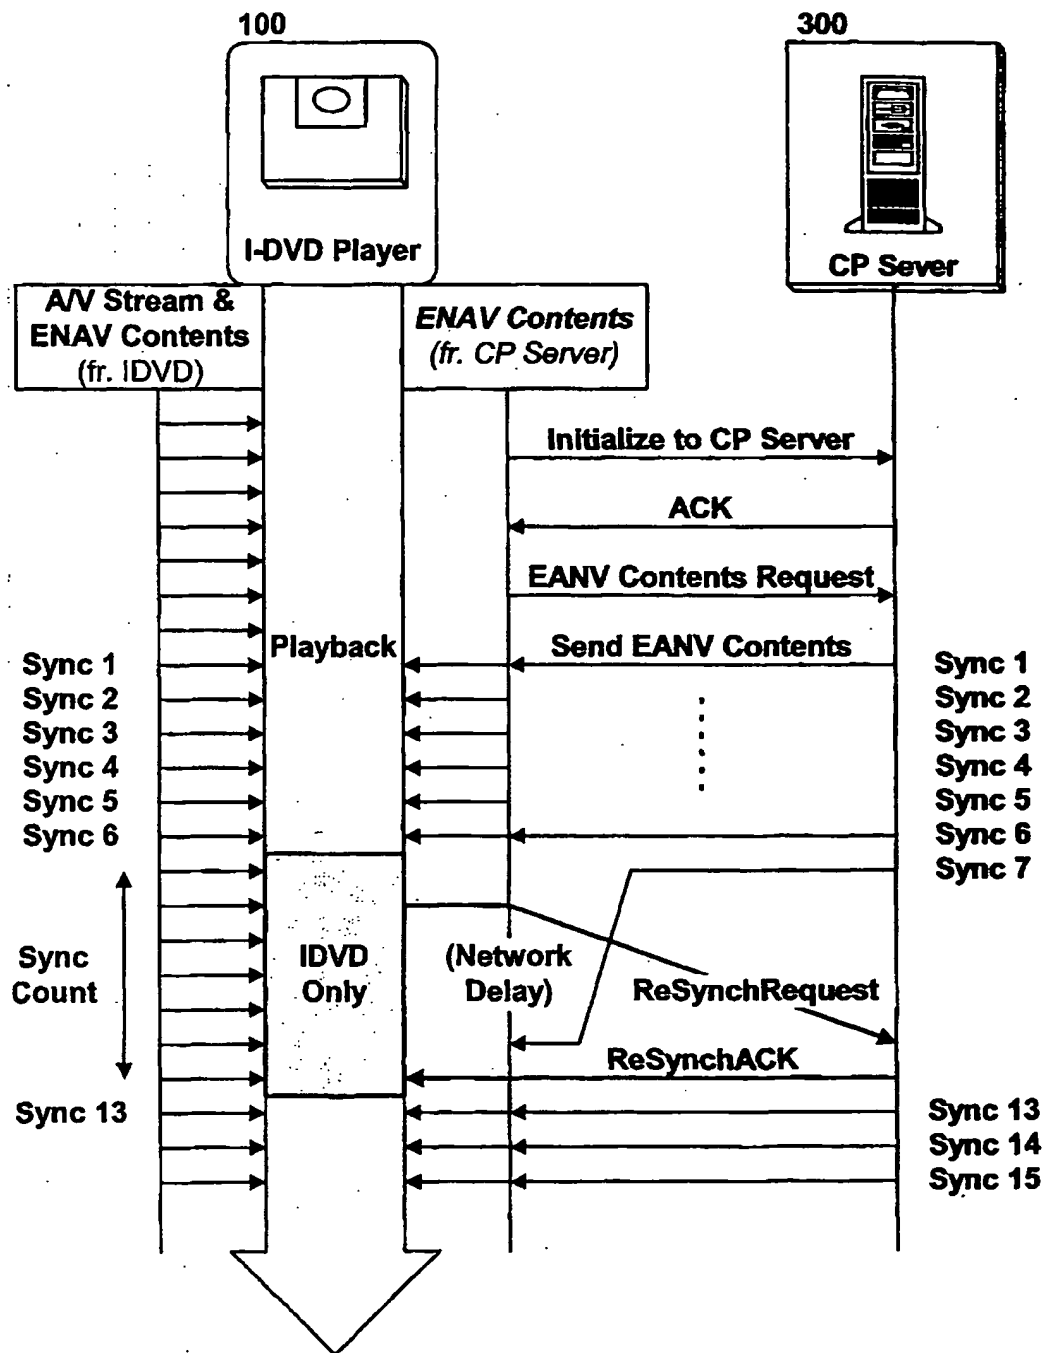 100
300
I-DVD Player
CP Sever
A/V Stream &
ENAV Contents
(fr. IDVD)
ENAV Contents
(fr. CP Server)
Initialize to CP Server
ACK
EANV Contents Request
Playback
Send EANV Contents
Sync 1
Sync 2
Sync 3
Sync 4
Sync 5
Sync 6
Sync 1
Sync 2
Sync 3
Sync 4
Sync 5
Sync 6
Sync 7
Sync
Count
IDVD
Only
(Network
Delay)
ReSynchRequest
ReSynchACK
Sync 13
Sync 13
Sync 14
Sync 15